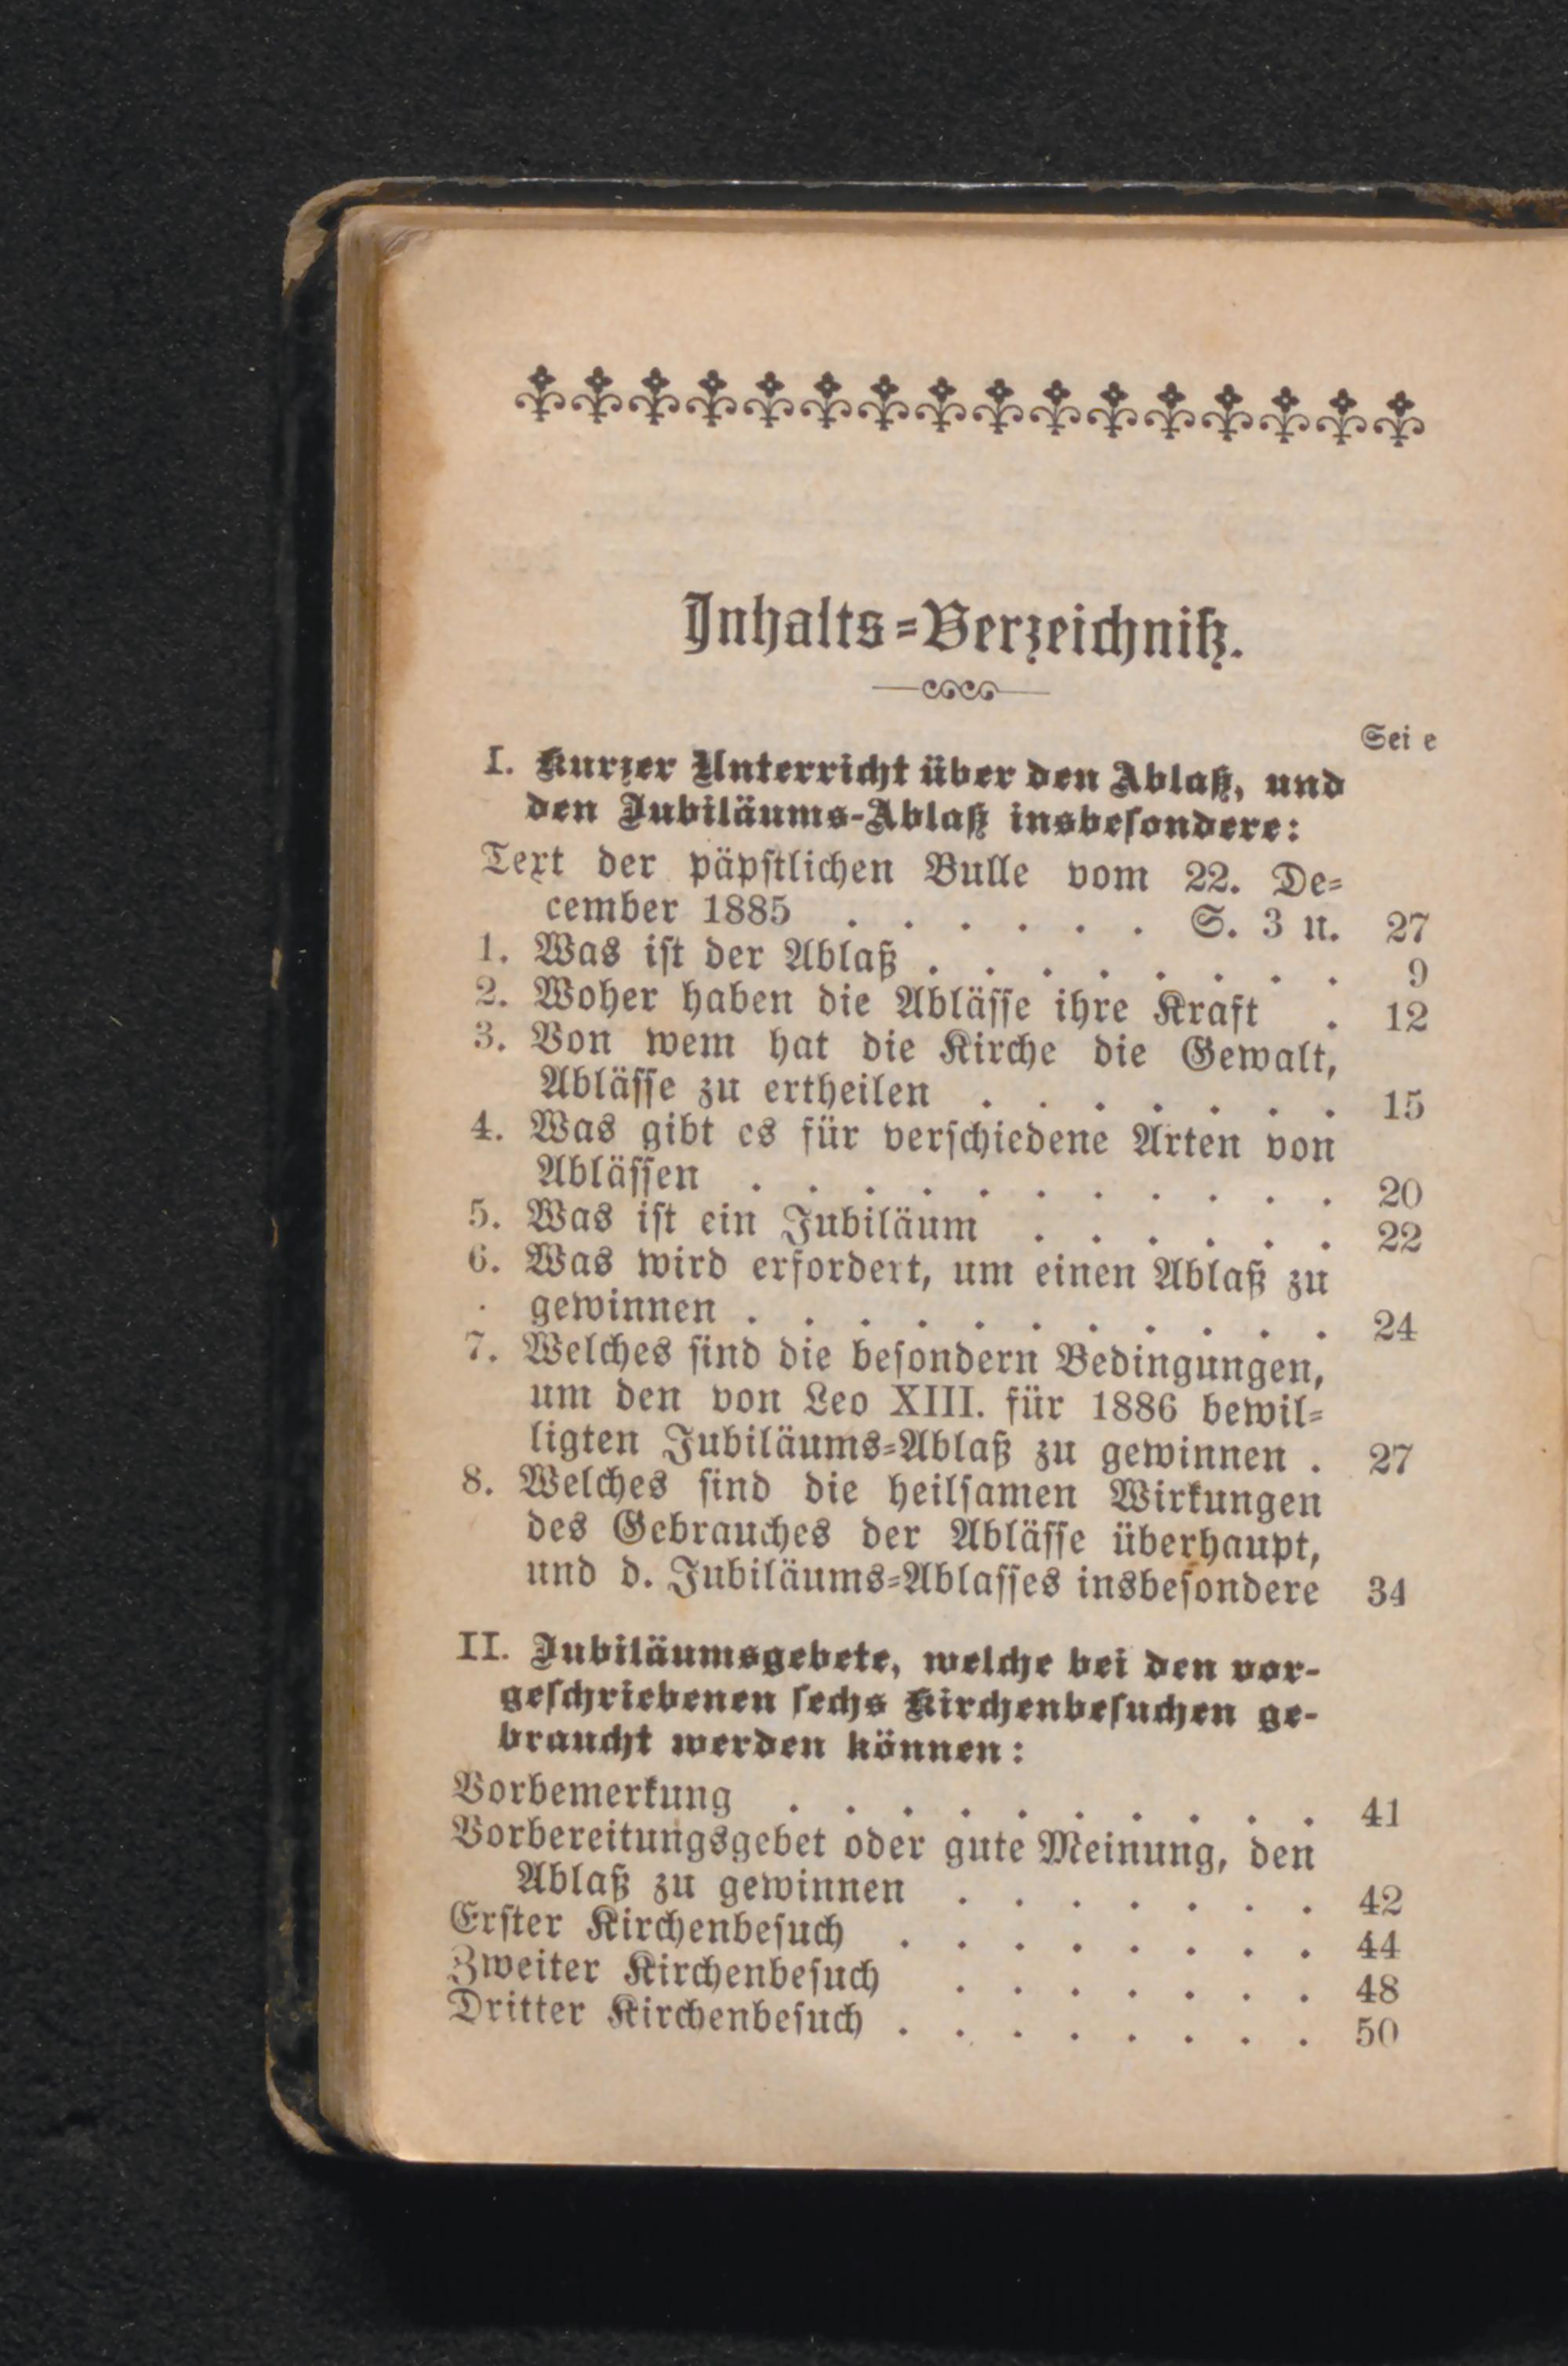 Inhalts=Verzeichniß.
Sei e
I. Kurzer Unterricht über den Ablaß, und
den Jubiläums-Ablaß insbesondere:
Text der päpstlichen Bulle vom 22. De=
cember 1885 . . . . . . S. 3 u. 27
1. Was ist der Ablaß . . . . . . . . 9
2. Woher haben die Ablässe ihre Kraft . 12
3. Von wem hat die Kirche die Gewalt,
Ablässe zu ertheilen . . . . . . . 15
4. Was gibt es für verschiedene Arten von
Ablässen . . . . . . . . . . . 20
5. Was ist ein Jubiläum . . . . . . 22
6. Was wird erfordert, um einen Ablaß zu
gewinnen . . . . . . . . . . . 24
7. Welches sind die besondern Bedingungen,
um den von Leo XIII. für 1886 bewil=
ligten Jubiläums=Ablaß zu gewinnen . 27
8. Welches sind die heilsamen Wirkungen
des Gebrauches der Ablässe überhaupt,
und d. Jubiläums=Ablasses insbesondere 34
II. Jubiläumsgebete, welche bei den vor-
geschriebenen sechs Kirchenbesuchen ge-
braucht werden können:
Vorbemerkung . . . . . . . . . . 41
Vorbereitungsgebet oder gute Meinung, den
Ablaß zu gewinnen . . . . . . . 42
Erster Kirchenbesuch . . . . . . . . 44
Zweiter Kirchenbesuch . . . . . . . 48
Dritter Kirchenbesuch . . . . . . . . 50